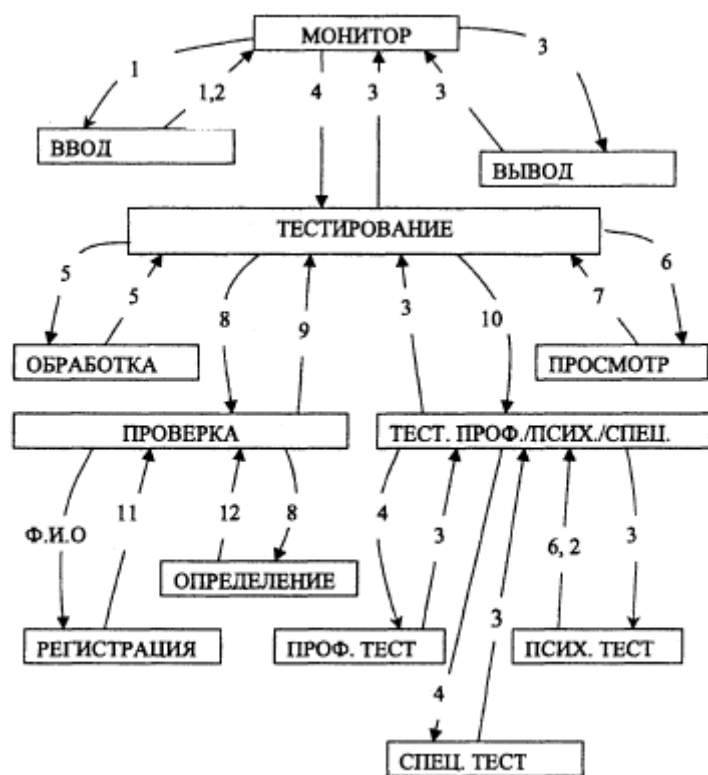 МОНИТОР
1
1,2
4
3
3
3
ВВОД
ВЫВОД
ТЕСТИРОВАНИЕ
5
5
8
9
3
10
7
6
ОБРАБОТКА
ПРОСМОТР
ПРОВЕРКА
ТЕСТ. ПРОФ./ПСИХ./СПЕЦ.
Ф.И.О
11
12
8
4
3
6, 2
3
ОПРЕДЕЛЕНИЕ
РЕГИСТРАЦИЯ
ПРОФ. ТЕСТ
3
ПСИХ. ТЕСТ
4
СПЕЦ. ТЕСТ